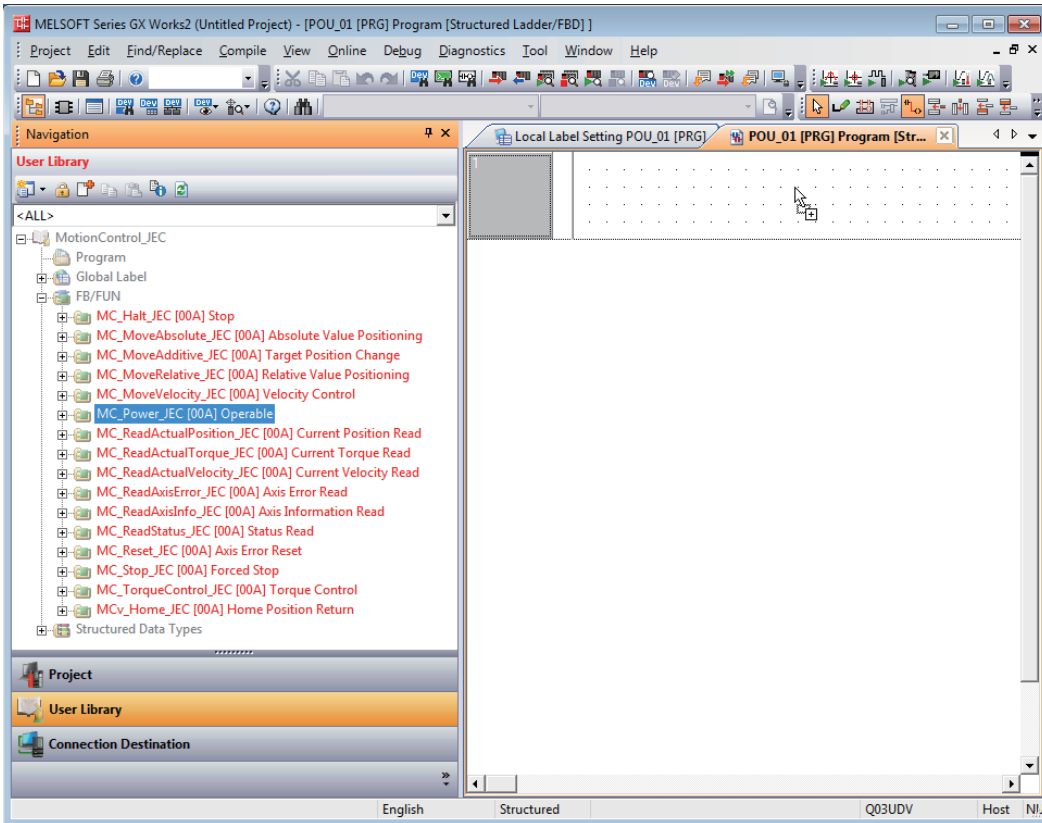 MELSOFT Series GX Works2 (Untitled Project) - [POU_01 [PRG] Program [Structured Ladder/FBD] ]
Project Edit Find/Replace Compile View Online Debug Diagnostics Tool Window Help
Navigation
Local Label Setting POU_01 [PRG]
POU_01 [PRG] Program [Str...
User Library
1
<ALL>
MotionControl_JEC
Program
Global Label
FB/FUN
MC_Halt_JEC [00A] Stop
MC_MoveAbsolute_JEC [00A] Absolute Value Positioning
MC_MoveAdditive_JEC [00A] Target Position Change
MC_MoveRelative_JEC [00A] Relative Value Positioning
MC_MoveVelocity_JEC [00A] Velocity Control
MC_Power_JEC [00A] Operable
MC_ReadActualPosition_JEC [00A] Current Position Read
MC_ReadActualTorque_JEC [00A] Current Torque Read
MC_ReadActualVelocity_JEC [00A] Current Velocity Read
MC_ReadAxisError_JEC [00A] Axis Error Read
MC_ReadAxisInfo_JEC [00A] Axis Information Read
MC_ReadStatus_JEC [00A] Status Read
MC_Reset_JEC [00A] Axis Error Reset
MC_Stop_JEC [00A] Forced Stop
MC_TorqueControl_JEC [00A] Torque Control
MCv_Home_JEC [00A] Home Position Return
Structured Data Types
Project
User Library
Connection Destination
English Structured Q03UDV Host